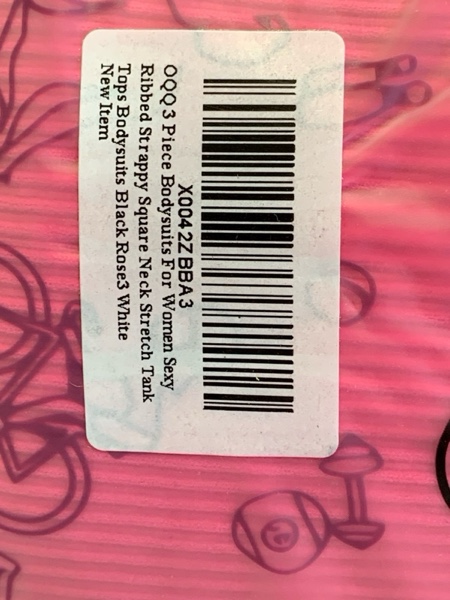 X0042ZBBA3
OQQ 3 Piece Bodysuits For Women Sexy
Ribbed Strappy Square Neck Stretch Tank
Tops Bodysuits Black Rose3 White
New Item